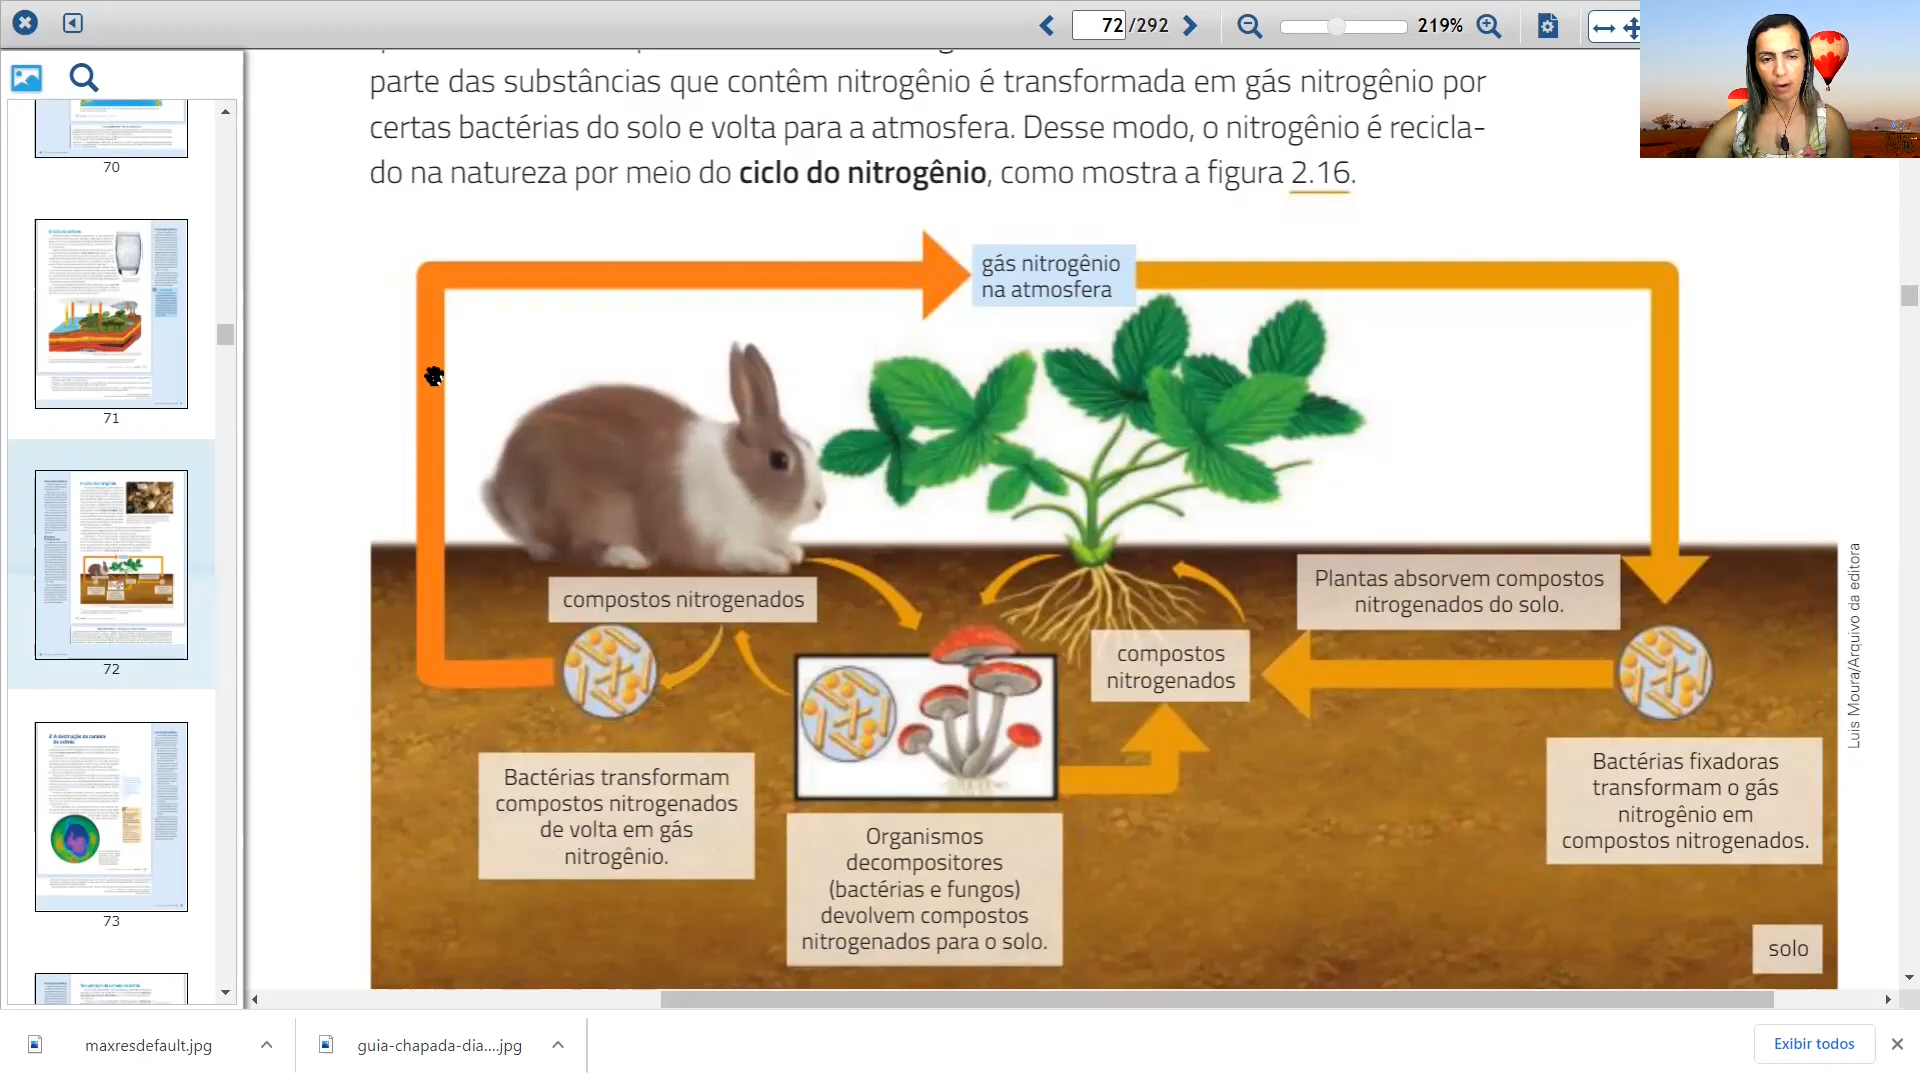 72 /292
219%
parte das substâncias que contêm nitrogênio é transformada em gás nitrogênio por
certas bactérias do solo e volta para a atmosfera. Desse modo, o nitrogênio é recicla-
do na natureza por meio do ciclo do nitrogênio, como mostra a figura 2.16.
70
71
72
73
gás nitrogênio
na atmosfera
compostos nitrogenados
Plantas absorvem compostos
nitrogenados do solo.
compostos
nitrogenados
Bactérias transformam
compostos nitrogenados
de volta em gás
nitrogênio.
Organismos
decompositores
(bactérias e fungos)
devolvem compostos
nitrogenados para o solo.
Bactérias fixadoras
transformam o gás
nitrogênio em
compostos nitrogenados.
solo
Luis Moura/Arquivo da editora
maxresdefault.jpg
guia-chapada-dia....jpg
Exibir todos